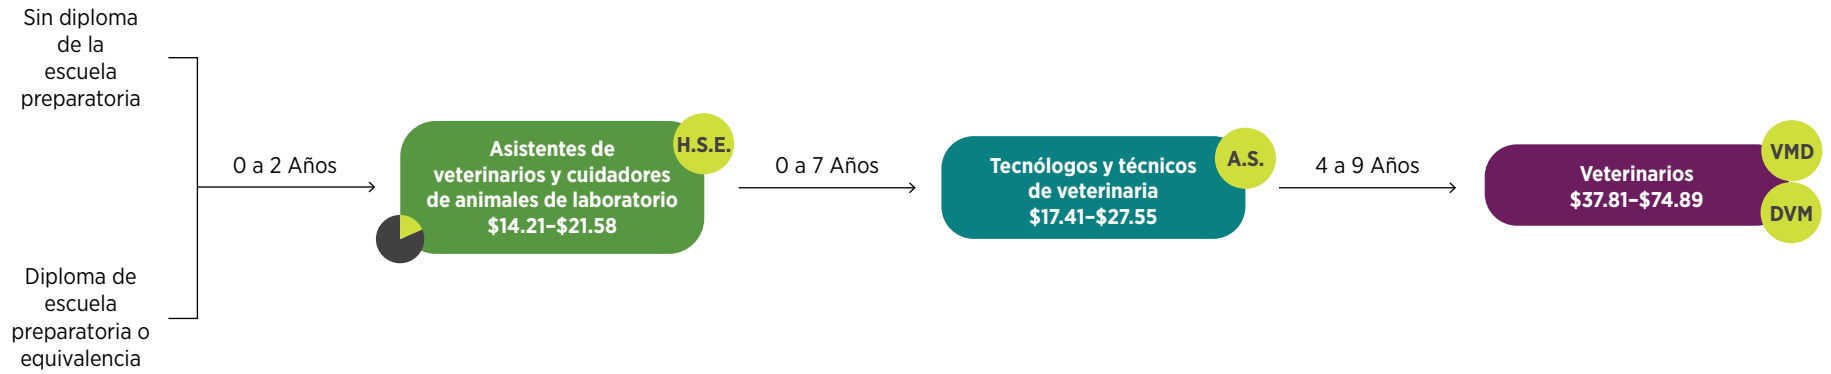 Sin diploma
de la
escuela
preparatoria
Diploma de
escuela
preparatoria o
equivalencia
0 a 2 Años
Asistentes de
veterinarios y cuidadores
de animales de laboratorio
$14.21–$21.58
H.S.E.
0 a 7 Años
Tecnólogos y técnicos
de veterinaria
$17.41–$27.55
A.S.
4 a 9 Años
Veterinarios
$37.81–$74.89
VMD
DVM